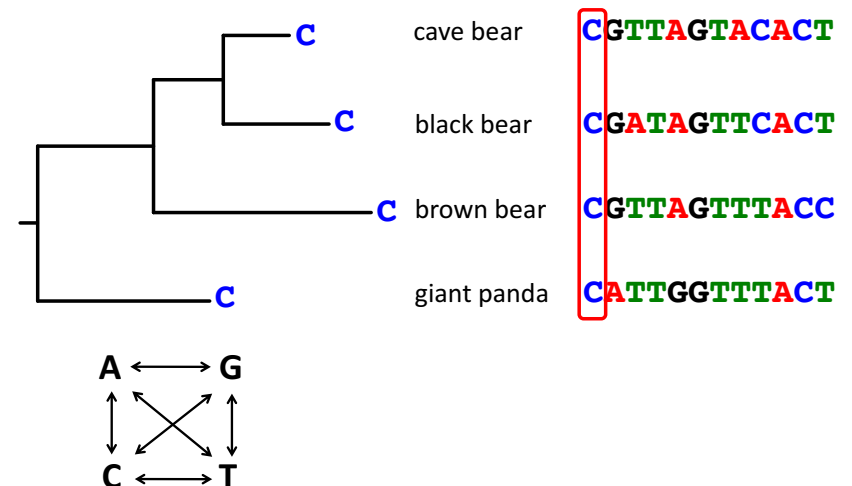 C cave bear CGTTAGTACACT
C black bear CGATAGTTCACT
C brown bear CGTTAGTTTACC
C giant panda CATTGGTTTACT
A G
C T